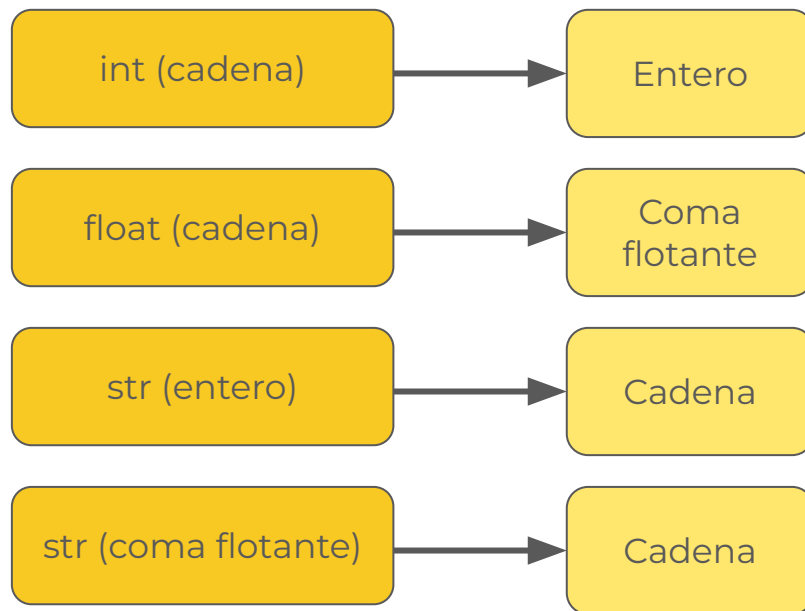 int (cadena)
Entero
float (cadena)
Coma
flotante
str (entero)
Cadena
str (coma flotante)
Cadena